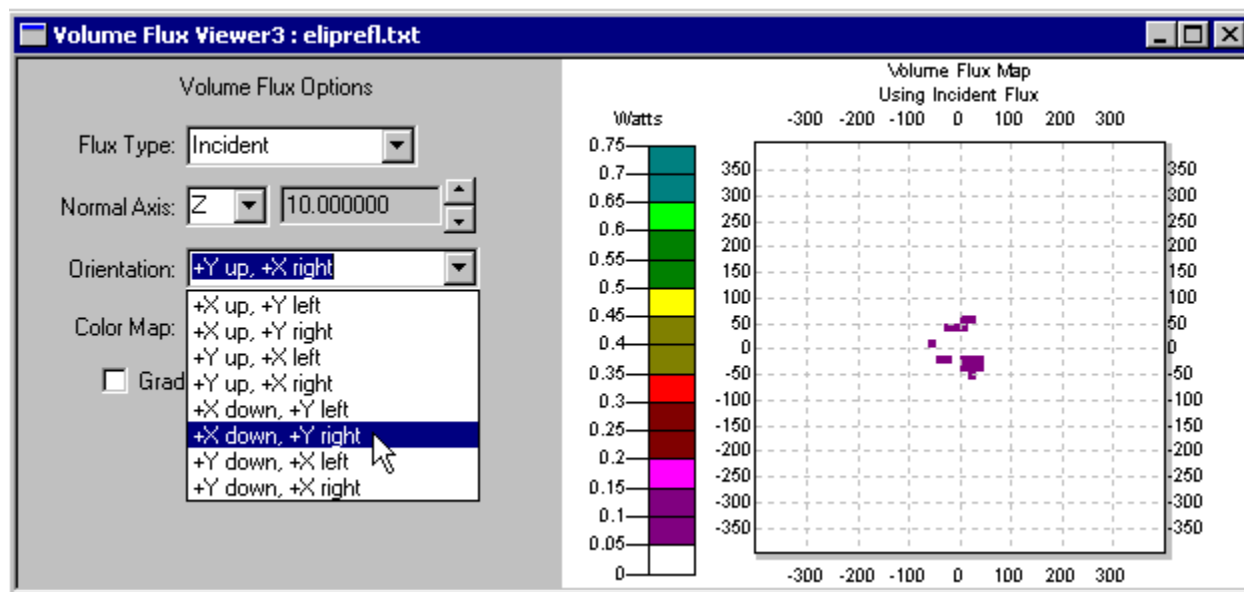 Volume Flux Viewer3 : eliprefl.txt
Volume Flux Options
Flux Type: Incident
Normal Axis: Z 10.000000
Orientation: +Y up, +X right
+X up, +Y left
+X up, +Y right
+Y up, +X left
+Y up, +X right
+X down, +Y left
+X down, +Y right
+Y down, +X left
+Y down, +X right
Color Map:
Grad
Volume Flux Map
Using Incident Flux
Watts
0.75
0.7
0.65
0.6
0.55
0.5
0.45
0.4
0.35
0.3
0.25
0.2
0.15
0.1
0.05
0
-300 -200 -100 0 100 200 300
350 350
300 300
250 250
200 200
150 150
100 100
50 50
0 0
-50 -50
-100 -100
-150 -150
-200 -200
-250 -250
-300 -300
-350 -350
-300 -200 -100 0 100 200 300